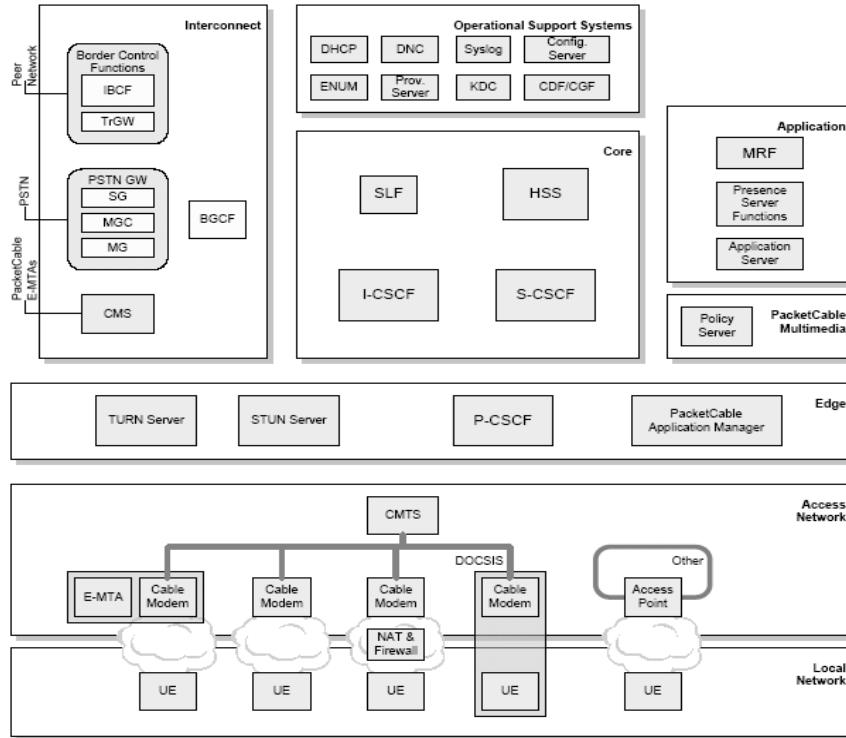 Interconnect
Peer
Network
Border Control
Functions
IBCF
TrGW
PSTN
PSTN GW
SG
MGC
MG
BGCF
PacketCable
E-MTAs
CMS
Operational Support Systems
DHCP
DNC
Syslog
Config.
Server
ENUM
Prov.
Server
KDC
CDF/CGF
Core
SLF
HSS
I-CSCF
S-CSCF
Application
MRF
Presence
Server
Functions
Application
Server
Policy
Server
PacketCable
Multimedia
Edge
TURN Server
STUN Server
P-CSCF
PacketCable
Application Manager
Access
Network
CMTS
DOCSIS
Other
E-MTA
Cable
Modem
Cable
Modem
Cable
Modem
Cable
Modem
Access
Point
NAT &
Firewall
Local
Network
UE
UE
UE
UE
UE